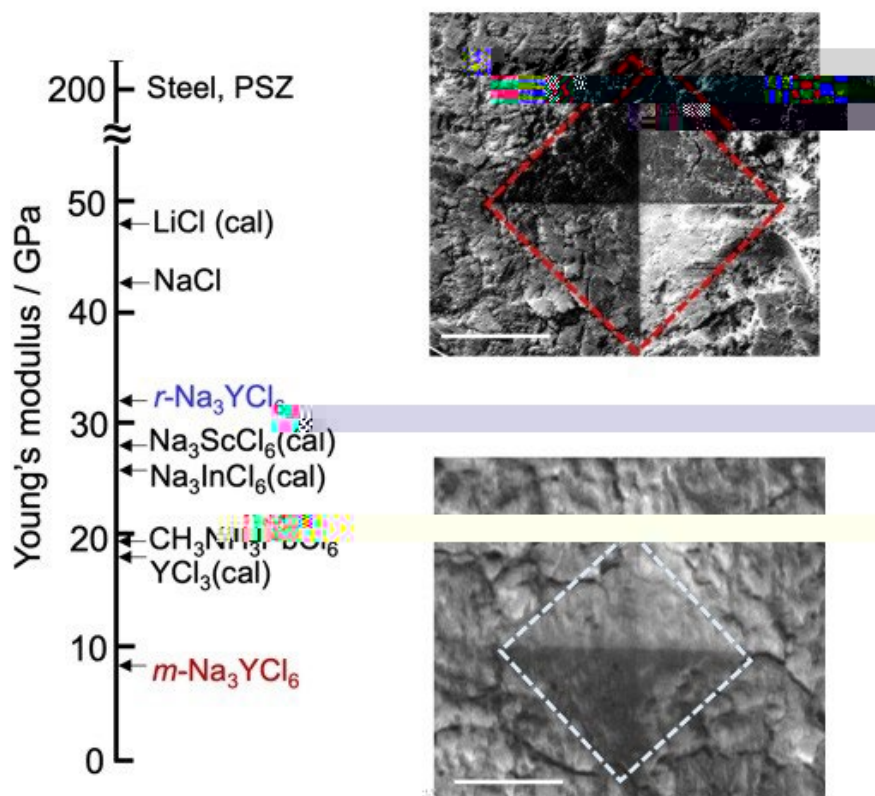 Young's modulus / GPa
200
Steel, PSZ
50
LiCl (cal)
NaCl
40
r-Na₃YCl₆
30
Na₃ScCl₆(cal)
Na₃InCl₆(cal)
20
YCl₃(cal)
10
m-Na₃YCl₆
0